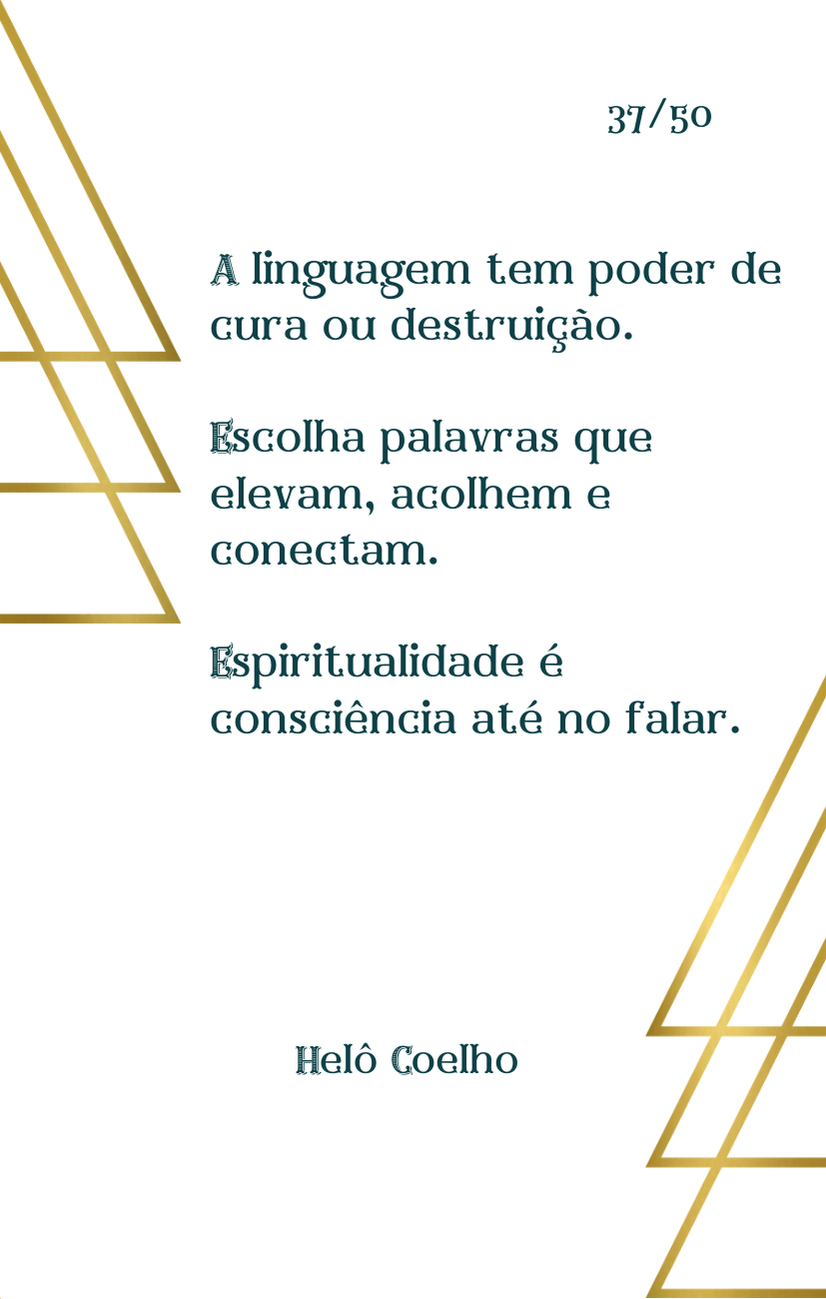 37/50
A linguagem tem poder de
cura ou destruição.
Escolha palavras que
elevam, acolhem e
conectam.
Espiritualidade é
consciência até no falar.
Helô Coelho